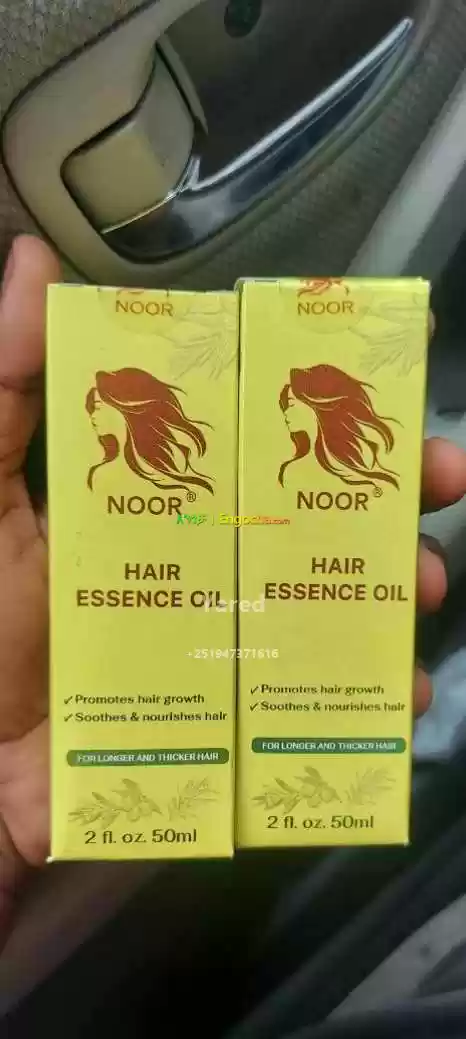 NOOR
NOOR®
HAIR
ESSENCE OIL
✓ Promotes hair growth
✓ Soothes & nourishes hair
FOR LONGER AND THICKER HAIR
2 fl. oz. 50ml
NOOR
NOOR®
HAIR
ESSENCE OIL
✓ Promotes hair growth
✓ Soothes & nourishes hair
FOR LONGER AND THICKER HAIR
2 fl. oz. 50ml
Engocha.com
+251947371616